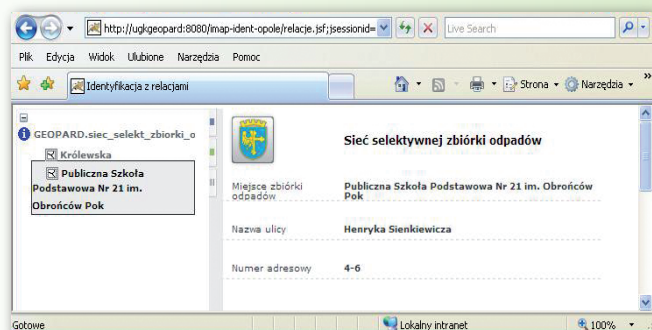 http://ugkgeopard:8080/imap-ident-opole/relacje.jsf;jsessionid=
Live Search
Plik Edycja Widok Ulubione Narzędzia Pomoc
Identyfikacja z relacjami
Strona
Narzędzia
GEOPARD.siec_selekt_zbiorki_o
Królewska
Publiczna Szkoła
Podstawowa Nr 21 im.
Obrońców Pok
Sieć selektywnej zbiórki odpadów
Miejsce zbiórki
odpadów
Publiczna Szkoła Podstawowa Nr 21 im. Obrońców
Pok
Nazwa ulicy
Henryka Sienkiewicza
Numer adresowy
4-6
Gotowe
Lokalny intranet
100%